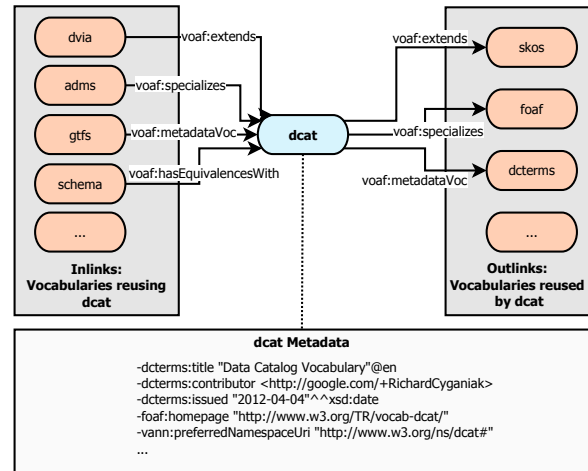 dvia
voaf:extends
adms
voaf:specializes
gtfs
voaf:metadataVoc
schema
voaf:hasEquivalencesWith
...
Inlinks:
Vocabularies reusing
dcat
dcat
voaf:extends
skos
foaf
voaf:specializes
dcterms
voaf:metadataVoc
...
Outlinks:
Vocabularies reused
by dcat
dcat Metadata
-dcterms:title "Data Catalog Vocabulary"@en
-dcterms:contributor <http://google.com/+RichardCyganiak>
-dcterms:issued "2012-04-04"^^xsd:date
-foaf:homepage "http://www.w3.org/TR/vocab-dcat/"
-vann:preferredNamespaceUri "http://www.w3.org/ns/dcat#"
...